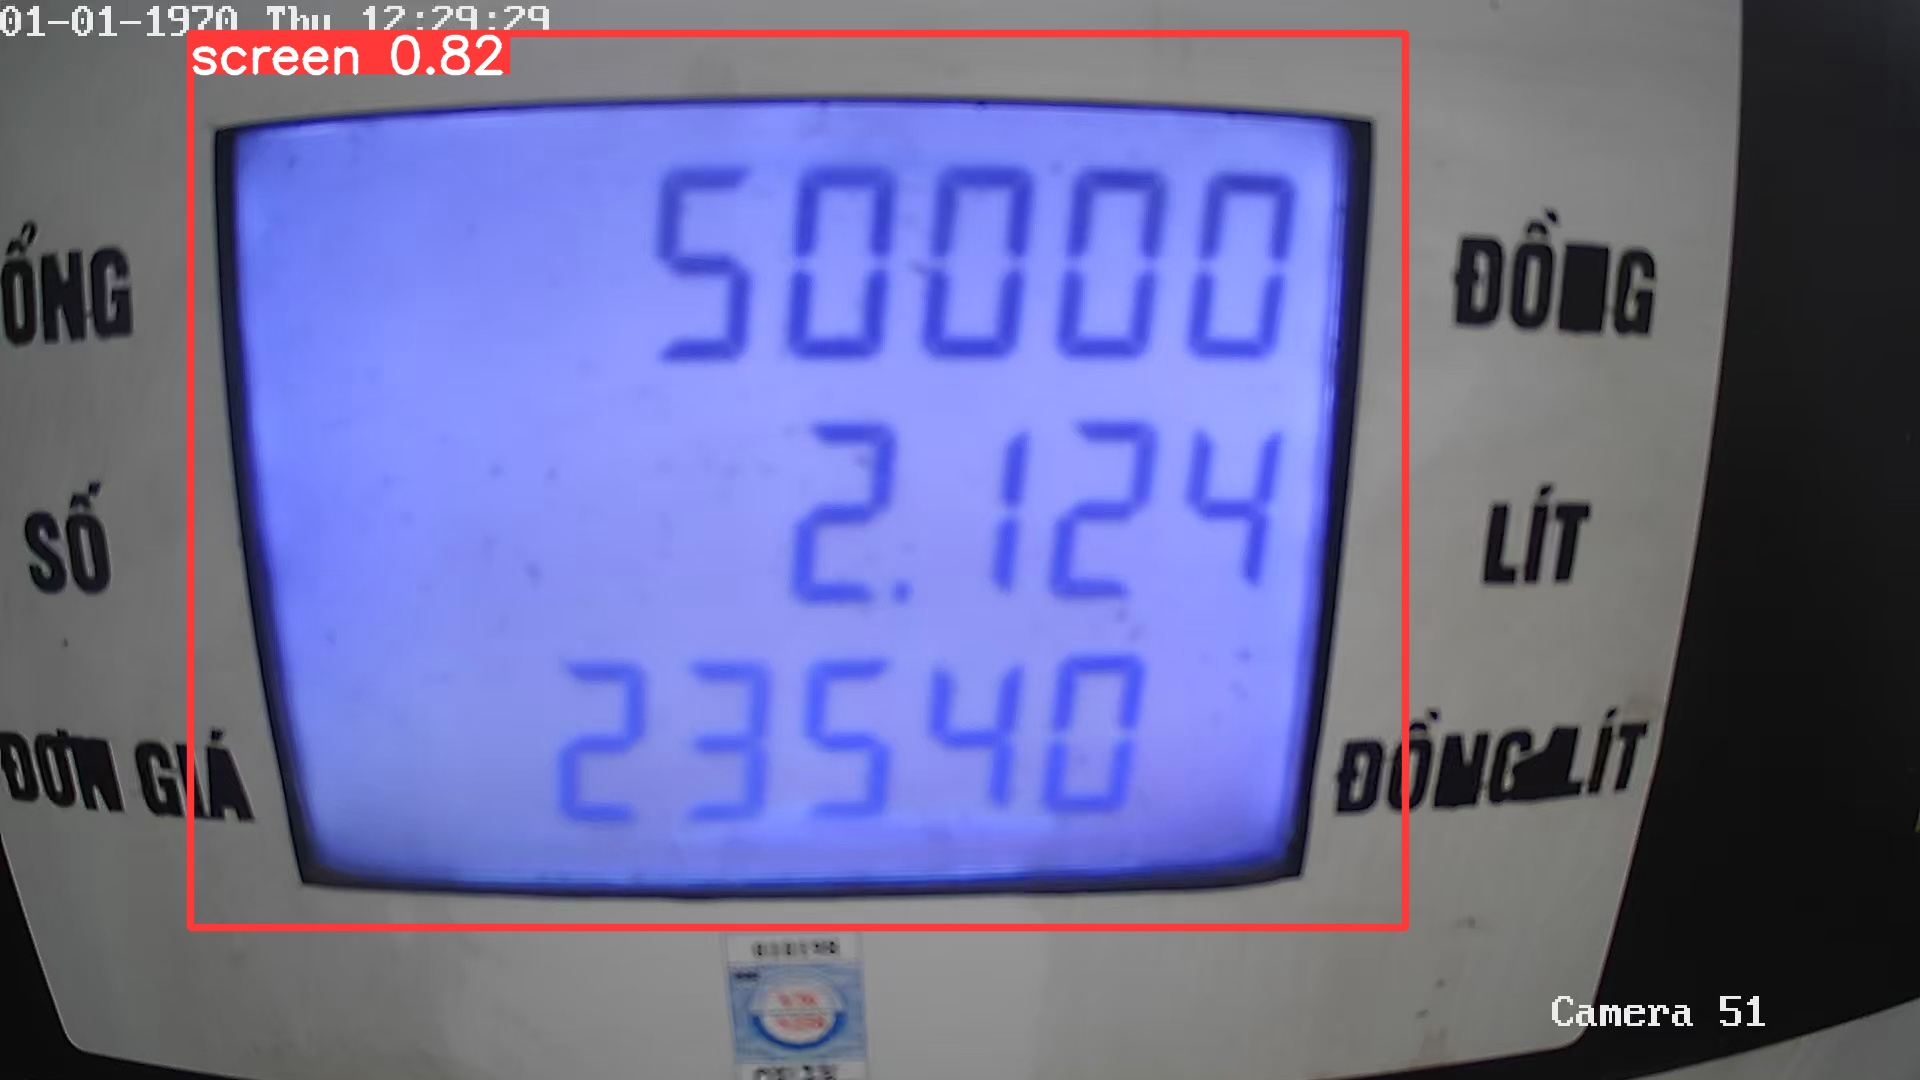 01-01-1970 Thu 12:29:29
screen 0.82
50000
ỔNG ĐỒNG
2.124
SỐ LÍT
23540
ĐƠN GIÁ ĐỒNG/LÍT
Camera 51